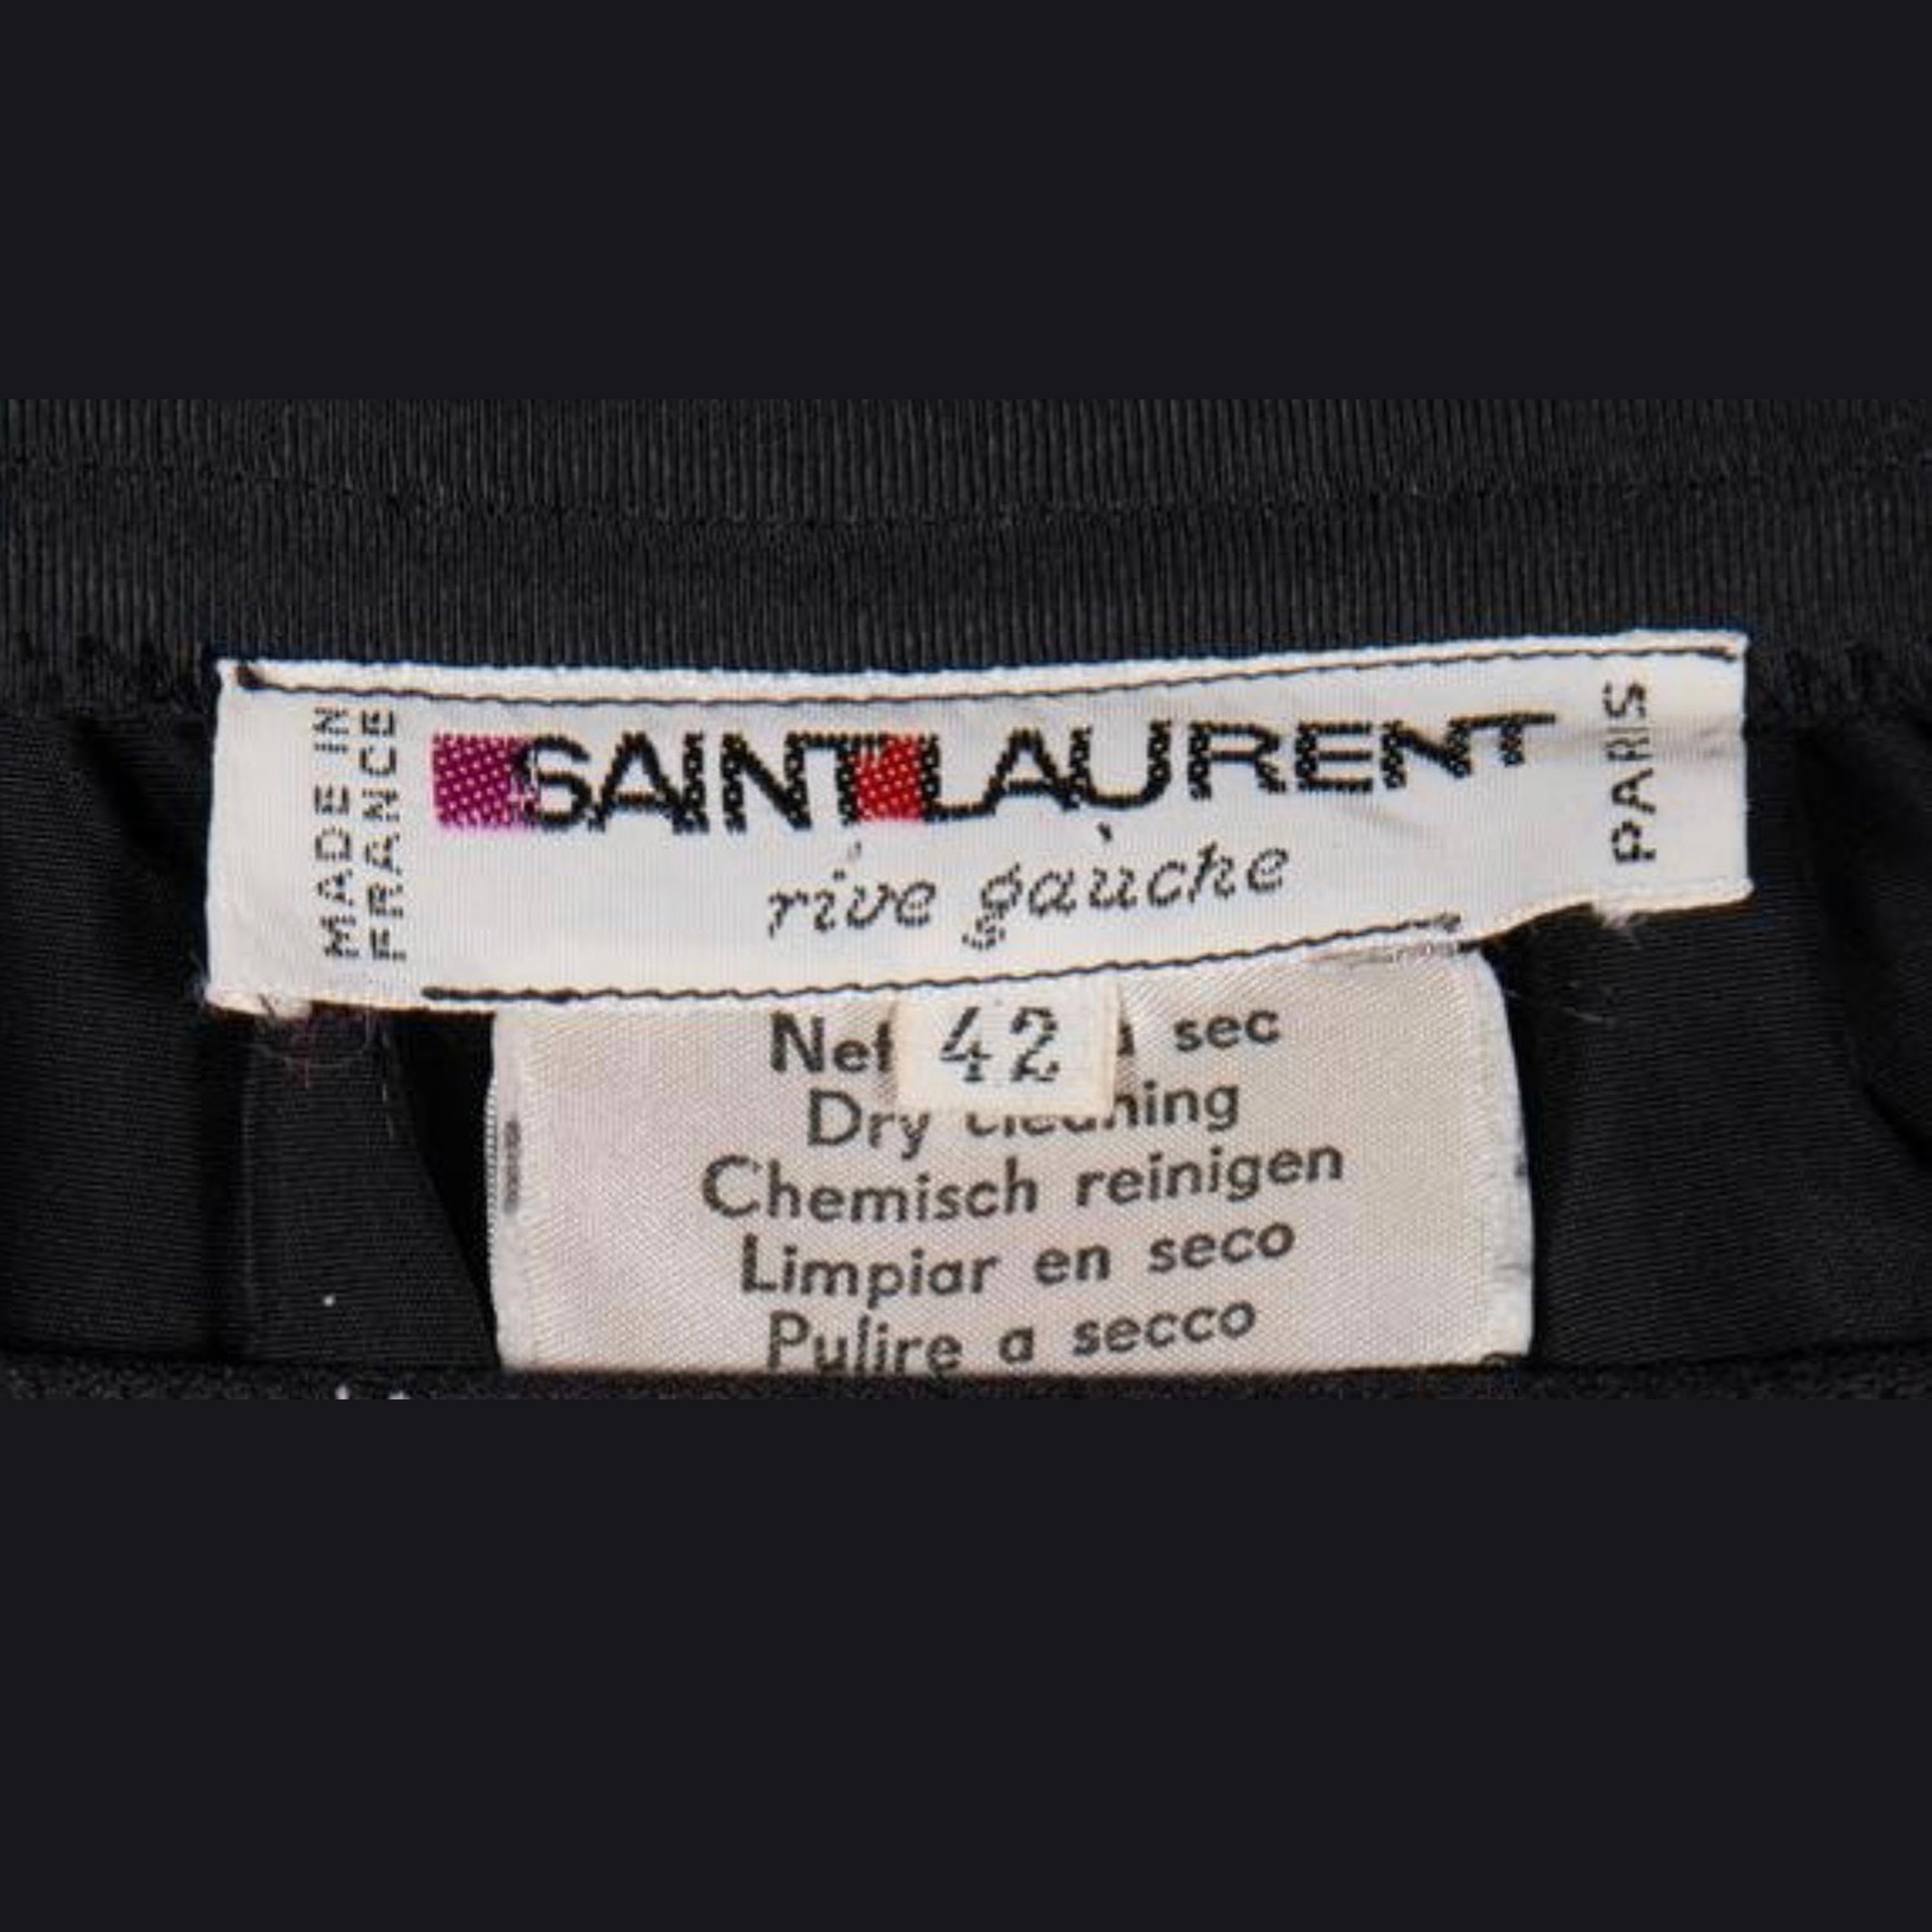 MADE IN
FRANCE
SAINT LAURENT
rive gauche
PARIS
42
sec
Dry
Chemisch reinigen
Limpiar en seco
Pulire a secco